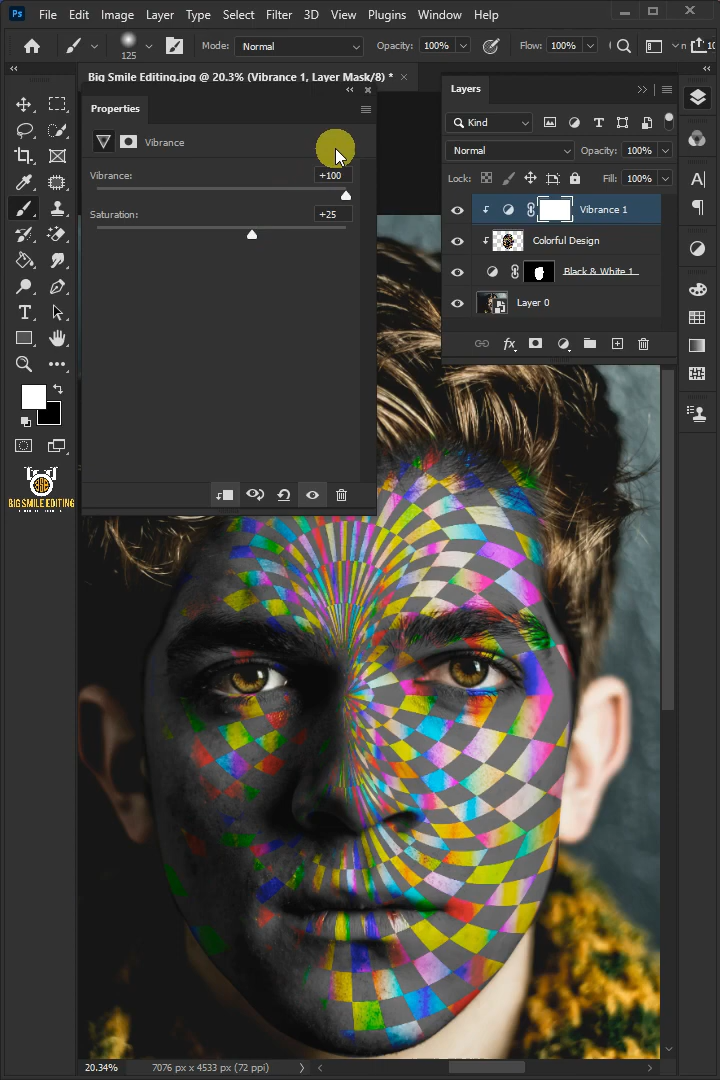 Ps File Edit Image Layer Type Select Filter 3D View Plugins Window Help
125 Mode: Normal Opacity: 100% Flow: 100%
Big Smile Editing.jpg @ 20.3% (Vibrance 1, Layer Mask/8) *
Properties
Vibrance
Vibrance: +100
Saturation: +25
Layers
Kind
Normal Opacity: 100%
Lock: Fill: 100%
Vibrance 1
Colorful Design
Black & White 1
Layer 0
fx
BIG SMILE EDITING
20.34% 7076 px x 4533 px (72 ppi)